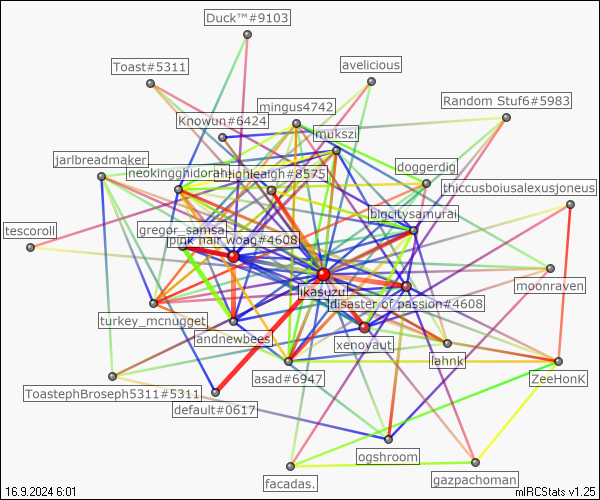 Duck™#9103
Toast#5311
avelicious
mingus4742
Random Stuf6#5983
Knowun#6424
mukszi
jarlbreadmaker
neokingghidorah
highleaigh#8575
doggerdig
thiccusboiusalexusjoneus
bigcitysamurai
tescoroll
gregor_samsa.
pink hair woag#4608
likasuzuf
moonraven
disaster of passion#4608
turkey_mcnugget
andnewbees
xenoyaut
lahnk
asad#6947
ZeeHonK
ToastephBroseph5311#5311
default#0617
ogshroom
facadas.
gazpachoman
16.9.2024 6:01
mIRCStats v1.25